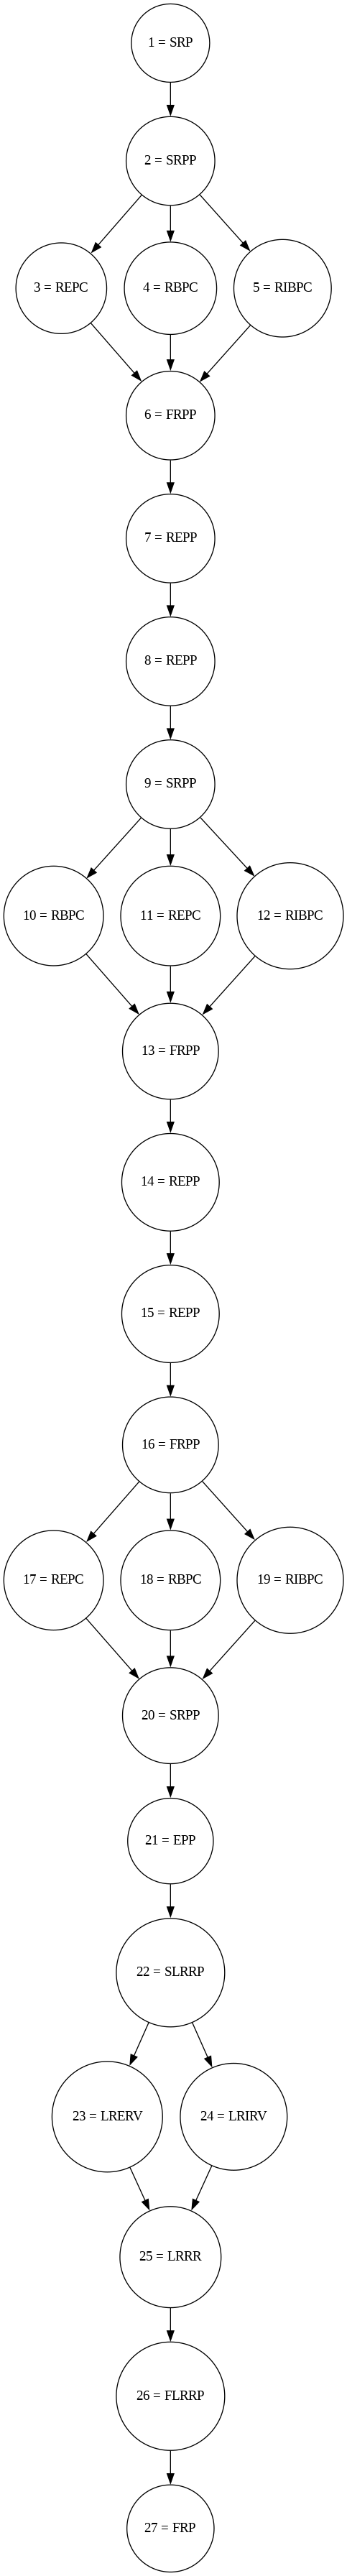 1 = SRP
2 = SRPP
3 = REPC
4 = RBPC
5 = RIBPC
6 = FRPP
7 = REPP
8 = REPP
9 = SRPP
10 = RBPC
11 = REPC
12 = RIBPC
13 = FRPP
14 = REPP
15 = REPP
16 = FRPP
17 = REPC
18 = RBPC
19 = RIBPC
20 = SRPP
21 = EPP
22 = SLRRP
23 = LRERV
24 = LRIRV
25 = LRRR
26 = FLRRP
27 = FRP